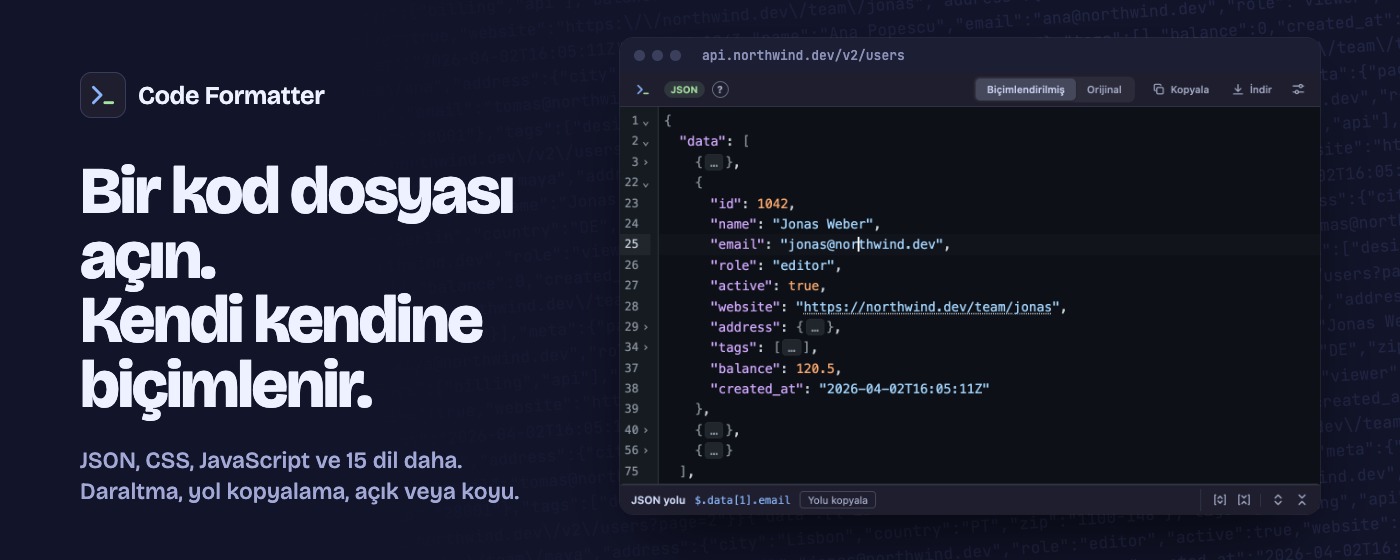 Code Formatter
Bir kod dosyası
açın.
Kendi kendine
biçimlenir.
JSON, CSS, JavaScript ve 15 dil daha.
Daraltma, yol kopyalama, açık veya koyu.
api.northwind.dev/v2/users
JSON ? Biçimlendirilmiş Orijinal Kopyala İndir
1 {
2 "data": [
3 { … },
22 {
23 "id": 1042,
24 "name": "Jonas Weber",
25 "email": "jonas@northwind.dev",
26 "role": "editor",
27 "active": true,
28 "website": "https://northwind.dev/team/jonas",
29 "address": { … },
34 "tags": [ … ],
37 "balance": 120.5,
38 "created_at": "2026-04-02T16:05:11Z"
39 },
40 { … },
56 { … }
75 ],
JSON yolu $.data[1].email Yolu kopyala